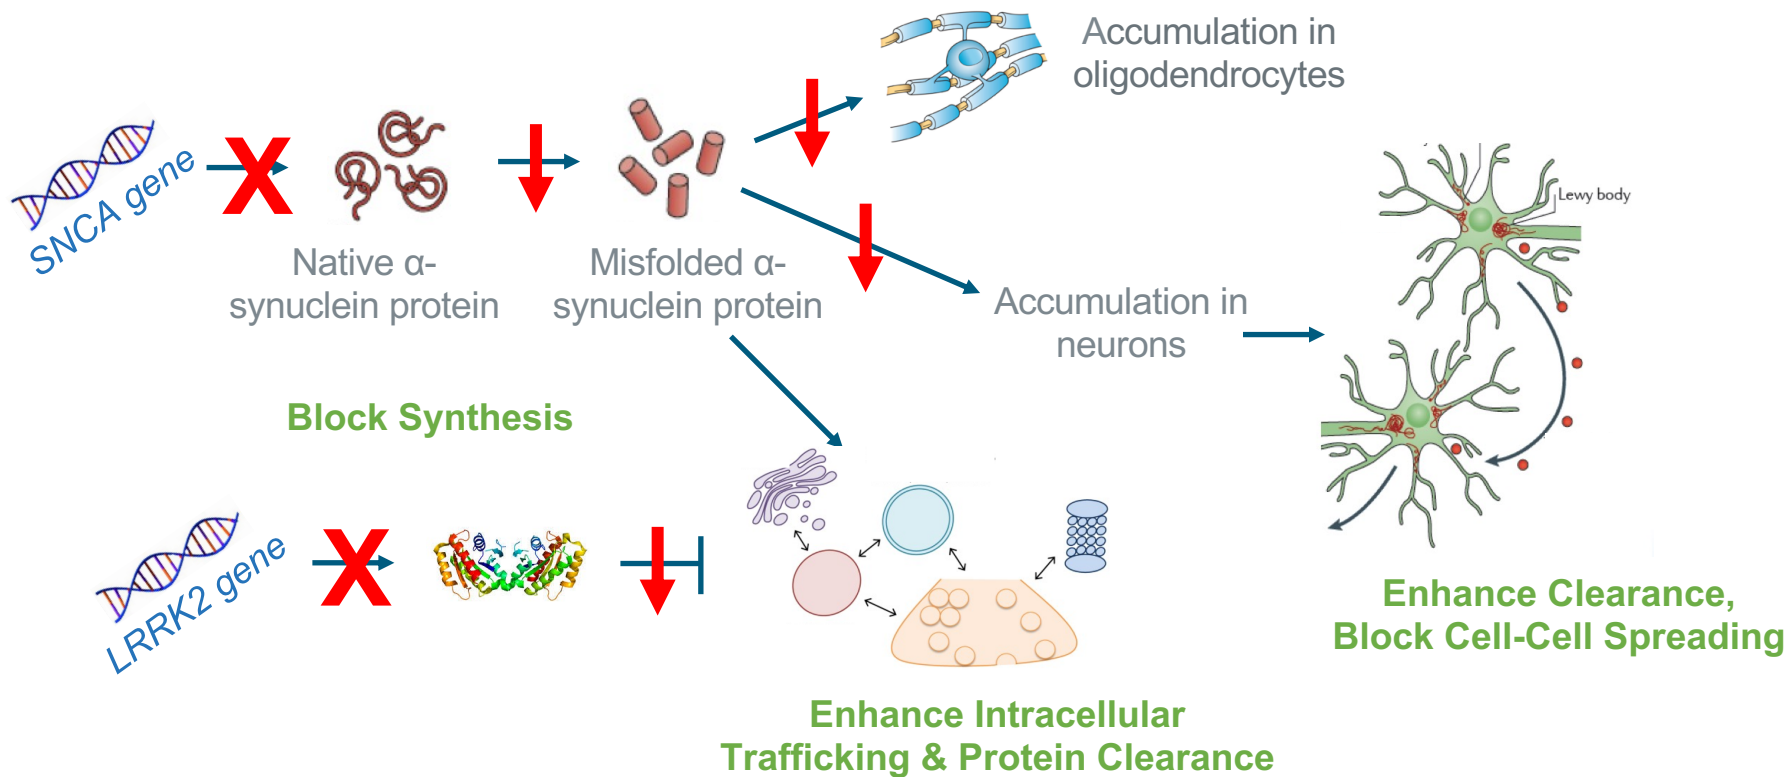 Accumulation in
oligodendrocytes
SNCA gene
Native α-
synuclein protein
Misfolded α-
synuclein protein
Lewy body
Accumulation in
neurons
Block Synthesis
LRRK2 gene
Enhance Clearance,
Block Cell-Cell Spreading
Enhance Intracellular
Trafficking & Protein Clearance